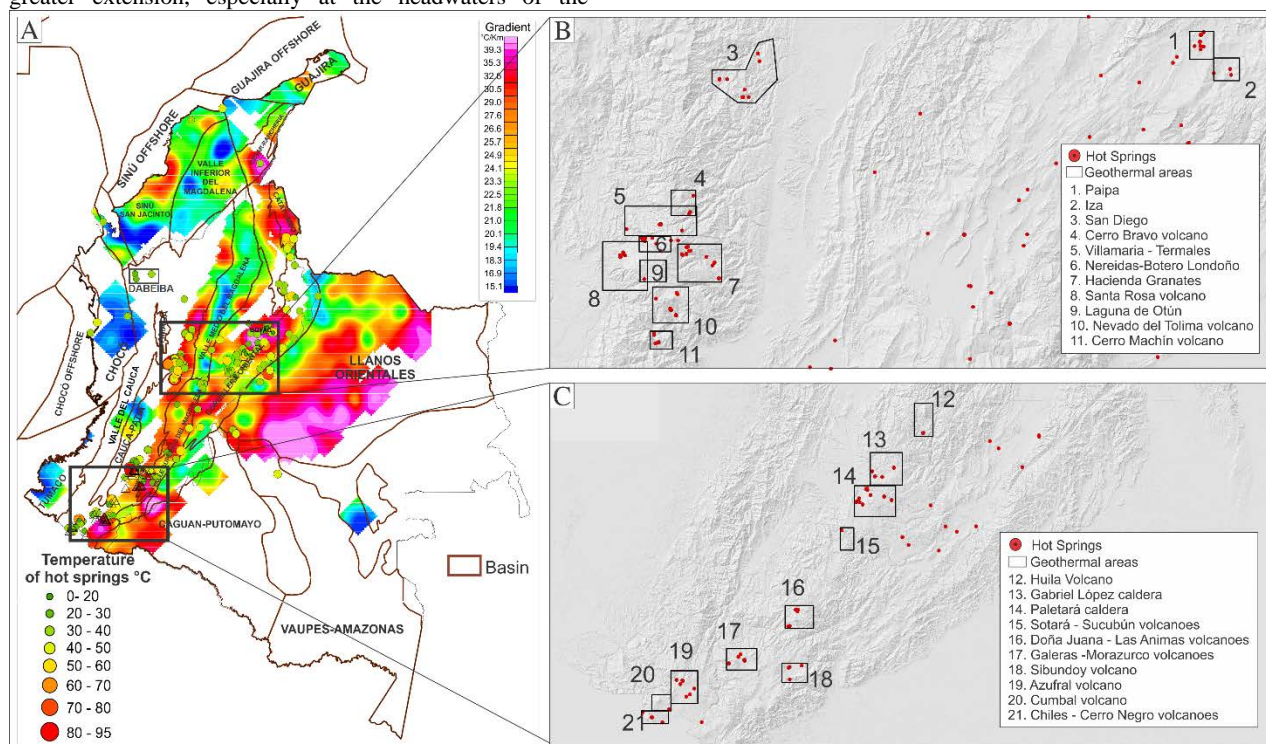 greater extension, especially at the headwaters of the
A
Gradient
°C/Km
39.3
35.3
32.6
30.5
29.0
27.6
26.6
25.7
24.9
24.1
23.3
22.5
21.8
21.0
20.1
19.4
19.1
18.4
17.8
16.9
15.1
GUAJIRA OFFSHORE
GUAJIRA
SINÚ OFFSHORE
VALLE
INFERIOR
DEL
MAGDALENA
SINÚ
SAN JACINTO
DABEIBA
CHOCÓ OFFSHORE
CHOCÓ
VALLE DEL CAUCA
CAUCA-PATÍA
TUMACO
LLANOS
ORIENTALES
CAGUAN-PUTOMAYO
VAUPES-AMAZONAS
Basin
Temperature
of hot springs °C
0- 20
20 - 30
30 - 40
40 - 50
50 - 60
60 - 70
70 - 80
80 - 95
B
1
2
3
4
5
6
7
8
9
10
11
Hot Springs
Geothermal areas
1. Paipa
2. Iza
3. San Diego
4. Cerro Bravo volcano
5. Villamaria - Termales
6. Nereidas-Botero Londoño
7. Hacienda Granates
8. Santa Rosa volcano
9. Laguna de Otún
10. Nevado del Tolima volcano
11. Cerro Machín volcano
C
12
13
14
15
16
17
18
19
20
21
Hot Springs
Geothermal areas
12. Huila Volcano
13. Gabriel López caldera
14. Paletará caldera
15. Sotará - Sucubún volcanoes
16. Doña Juana - Las Animas volcanoes
17. Galeras -Morazurco volcanoes
18. Sibundoy volcano
19. Azufral volcano
20. Cumbal volcano
21. Chiles - Cerro Negro volcanoes